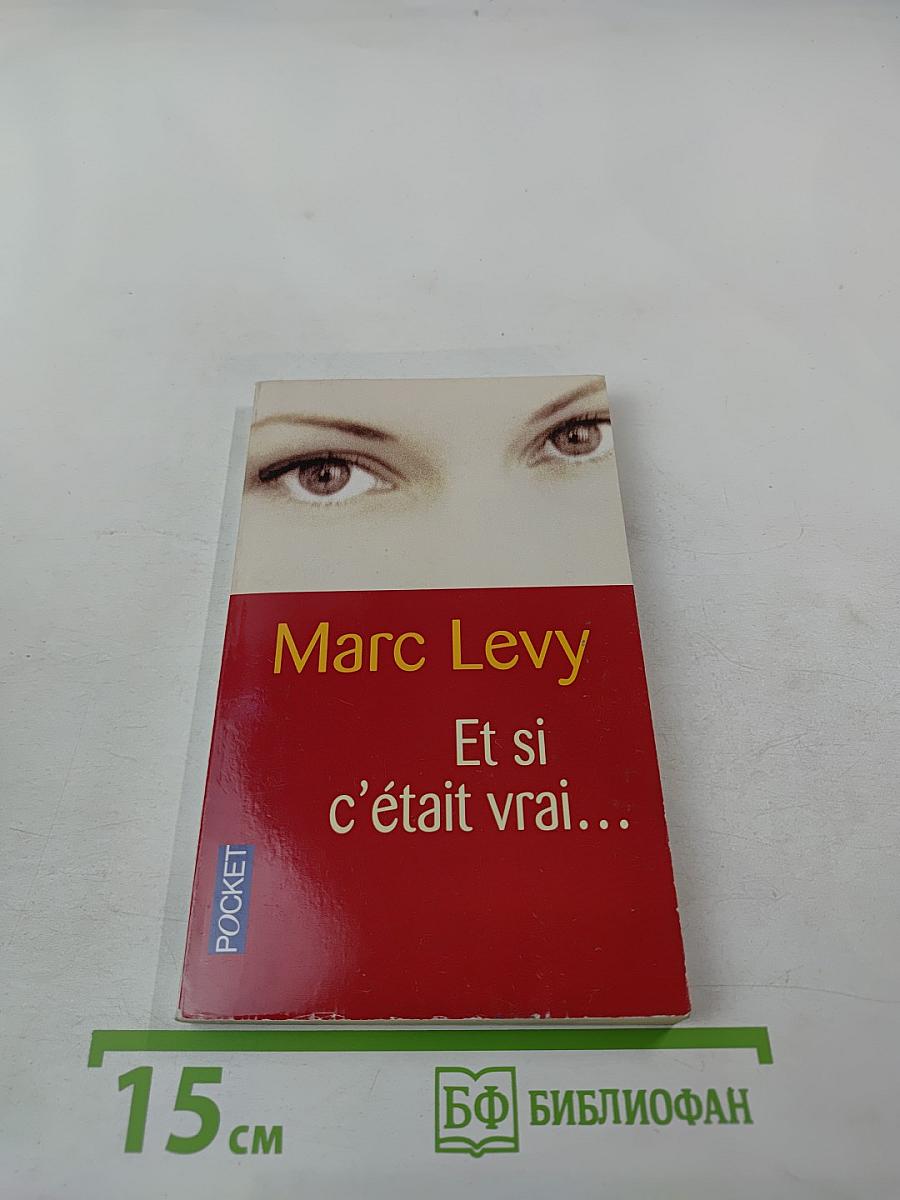 Marc Levy
Et si
c'était vrai...
POCKET
15 см
БФ БИБЛИОФАН